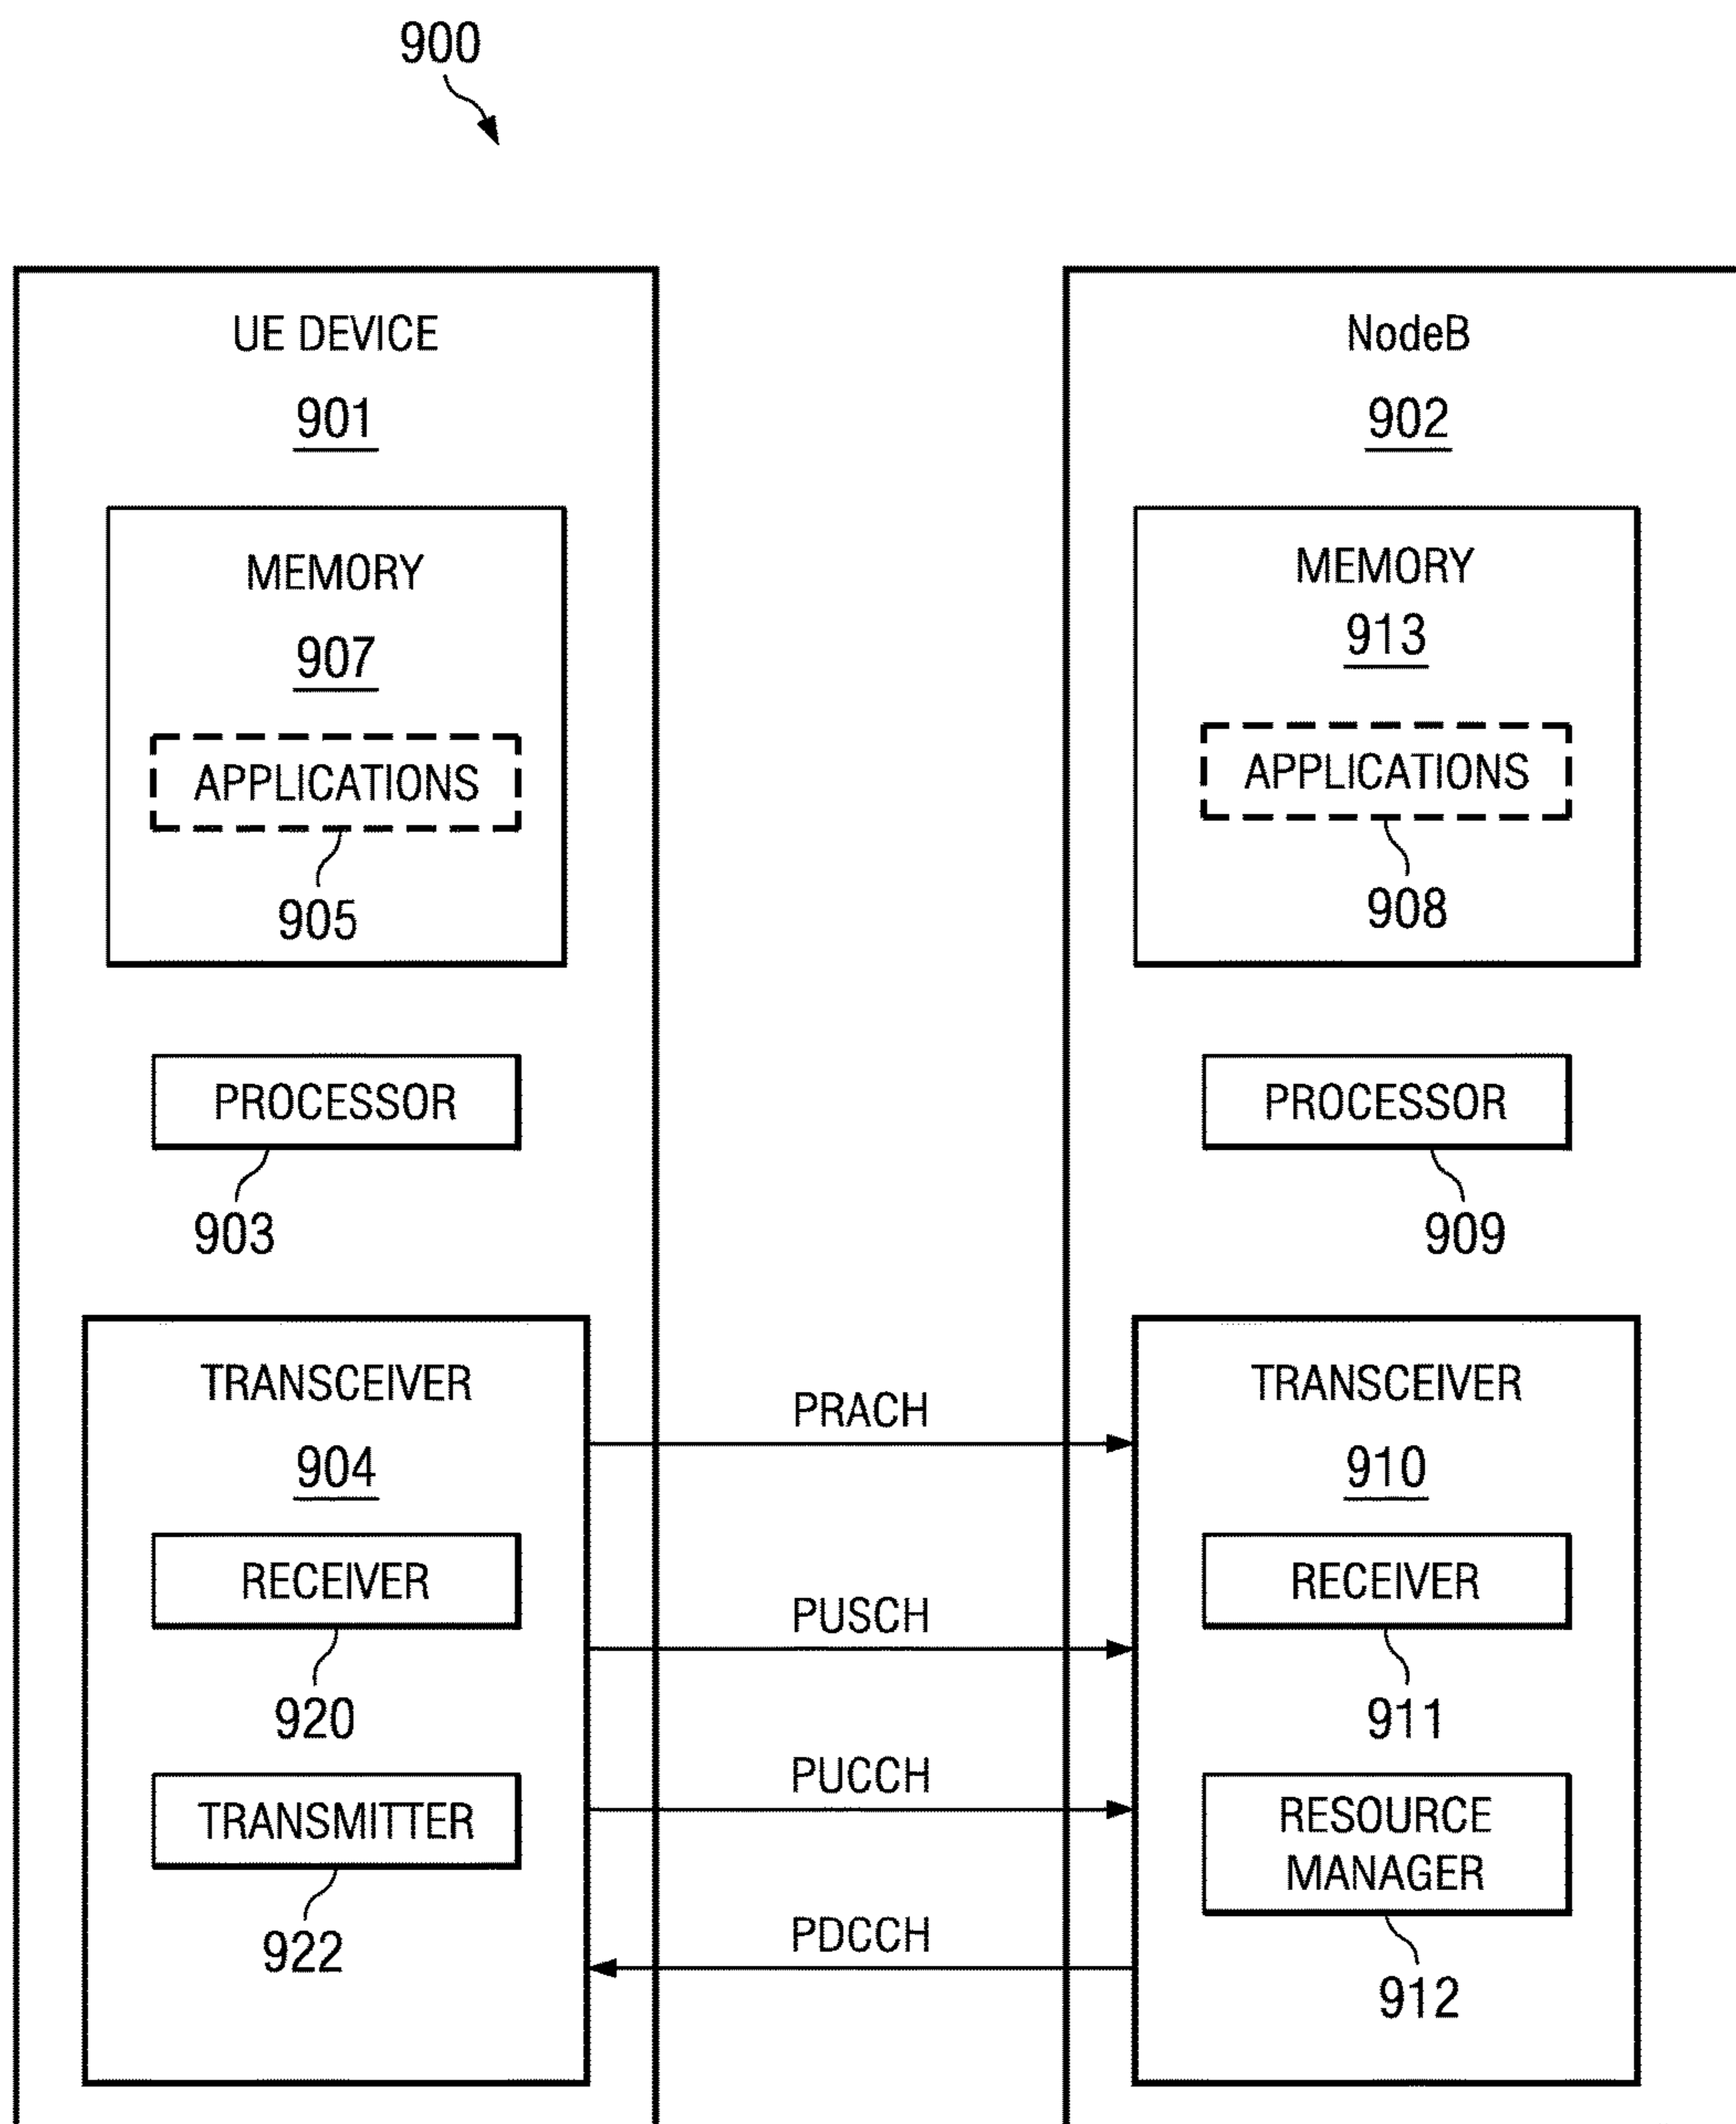 900
UE DEVICE
901
MEMORY
907
APPLICATIONS
905
PROCESSOR
903
TRANSCEIVER
904
RECEIVER
920
TRANSMITTER
922
PRACH
PUSCH
PUCCH
PDCCH
NodeB
902
MEMORY
913
APPLICATIONS
908
PROCESSOR
909
TRANSCEIVER
910
RECEIVER
911
RESOURCE
MANAGER
912